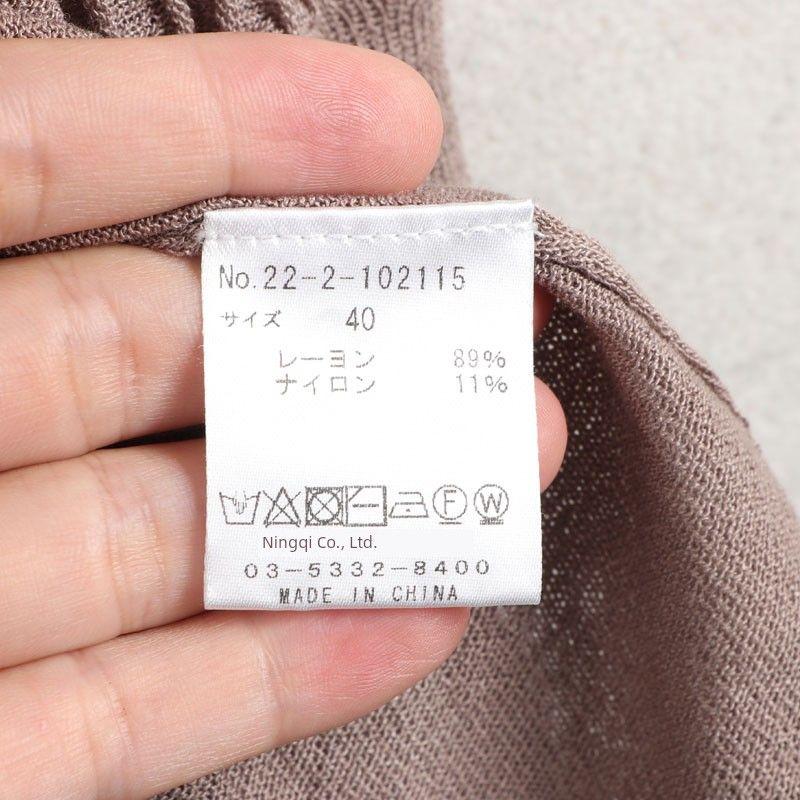 No.22-2-102115
サイズ 40
レーヨン 89%
ナイロン 11%
F W
Ningqi Co., Ltd.
03-5332-8400
MADE IN CHINA